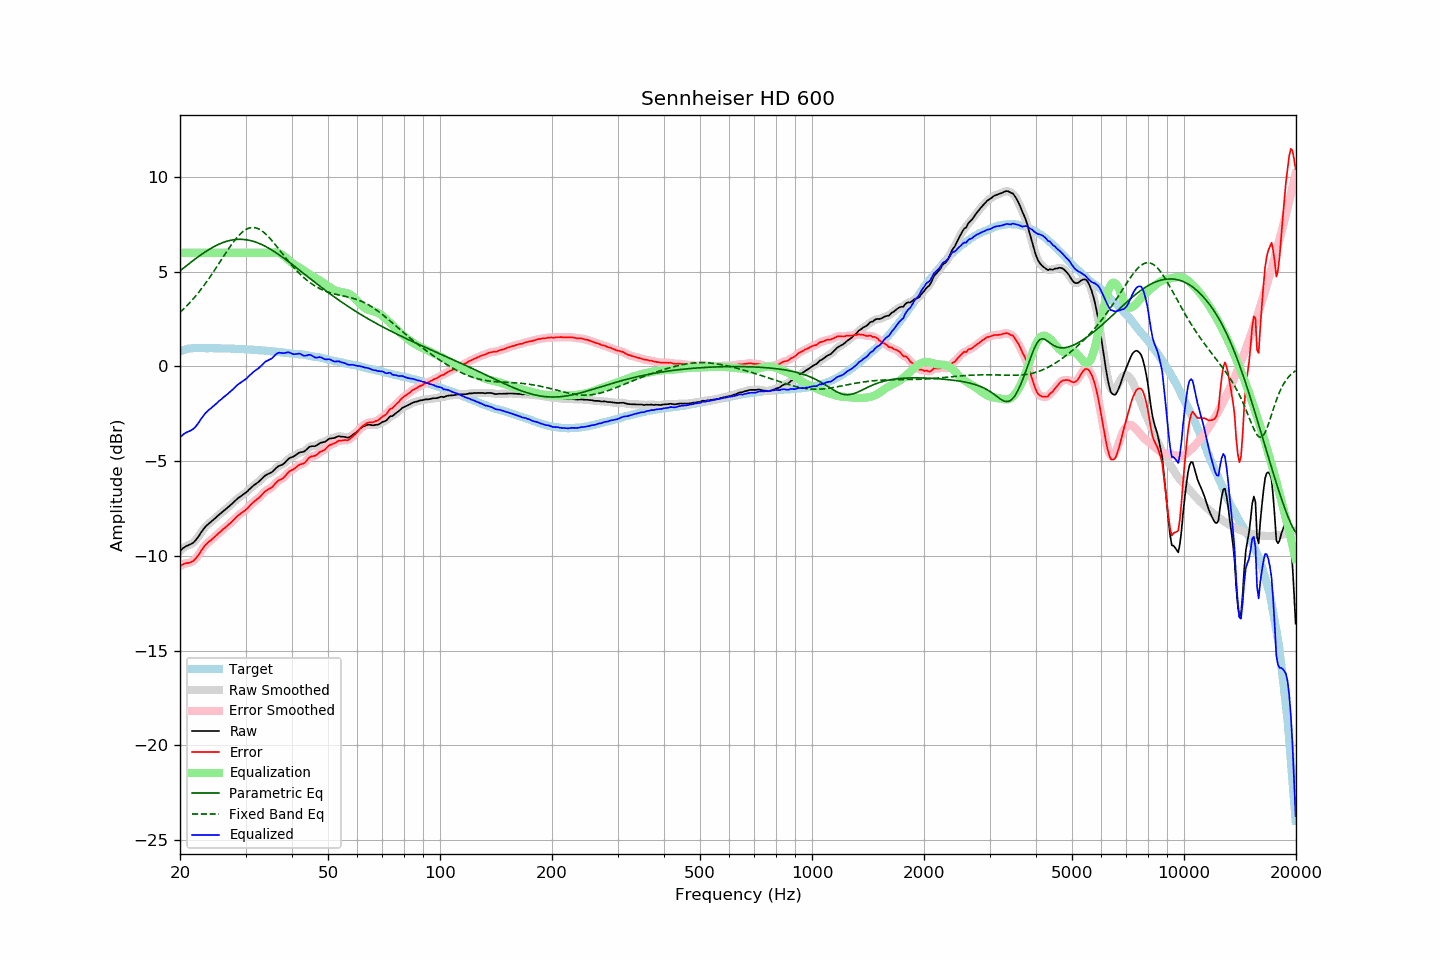 Sennheiser HD 600
Amplitude (dBr)
10
5
0
−5
−10
−15
−20
−25
Target
Raw Smoothed
Error Smoothed
Raw
Error
Equalization
Parametric Eq
Fixed Band Eq
Equalized
20 50 100 200 500 1000 2000 5000 10000 20000
Frequency (Hz)